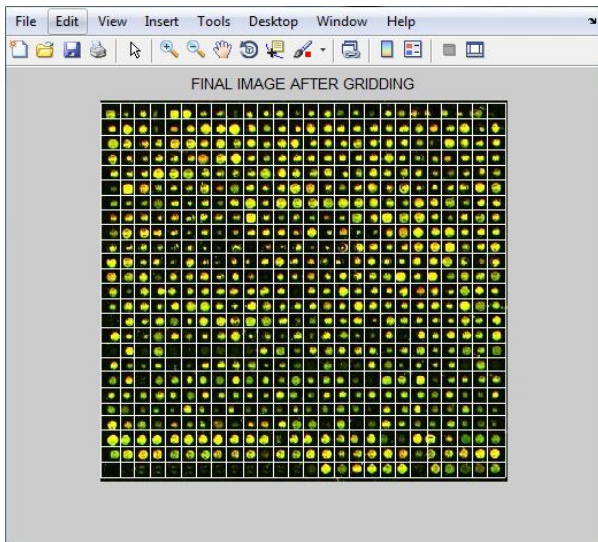 File Edit View Insert Tools Desktop Window Help
FINAL IMAGE AFTER GRIDDING